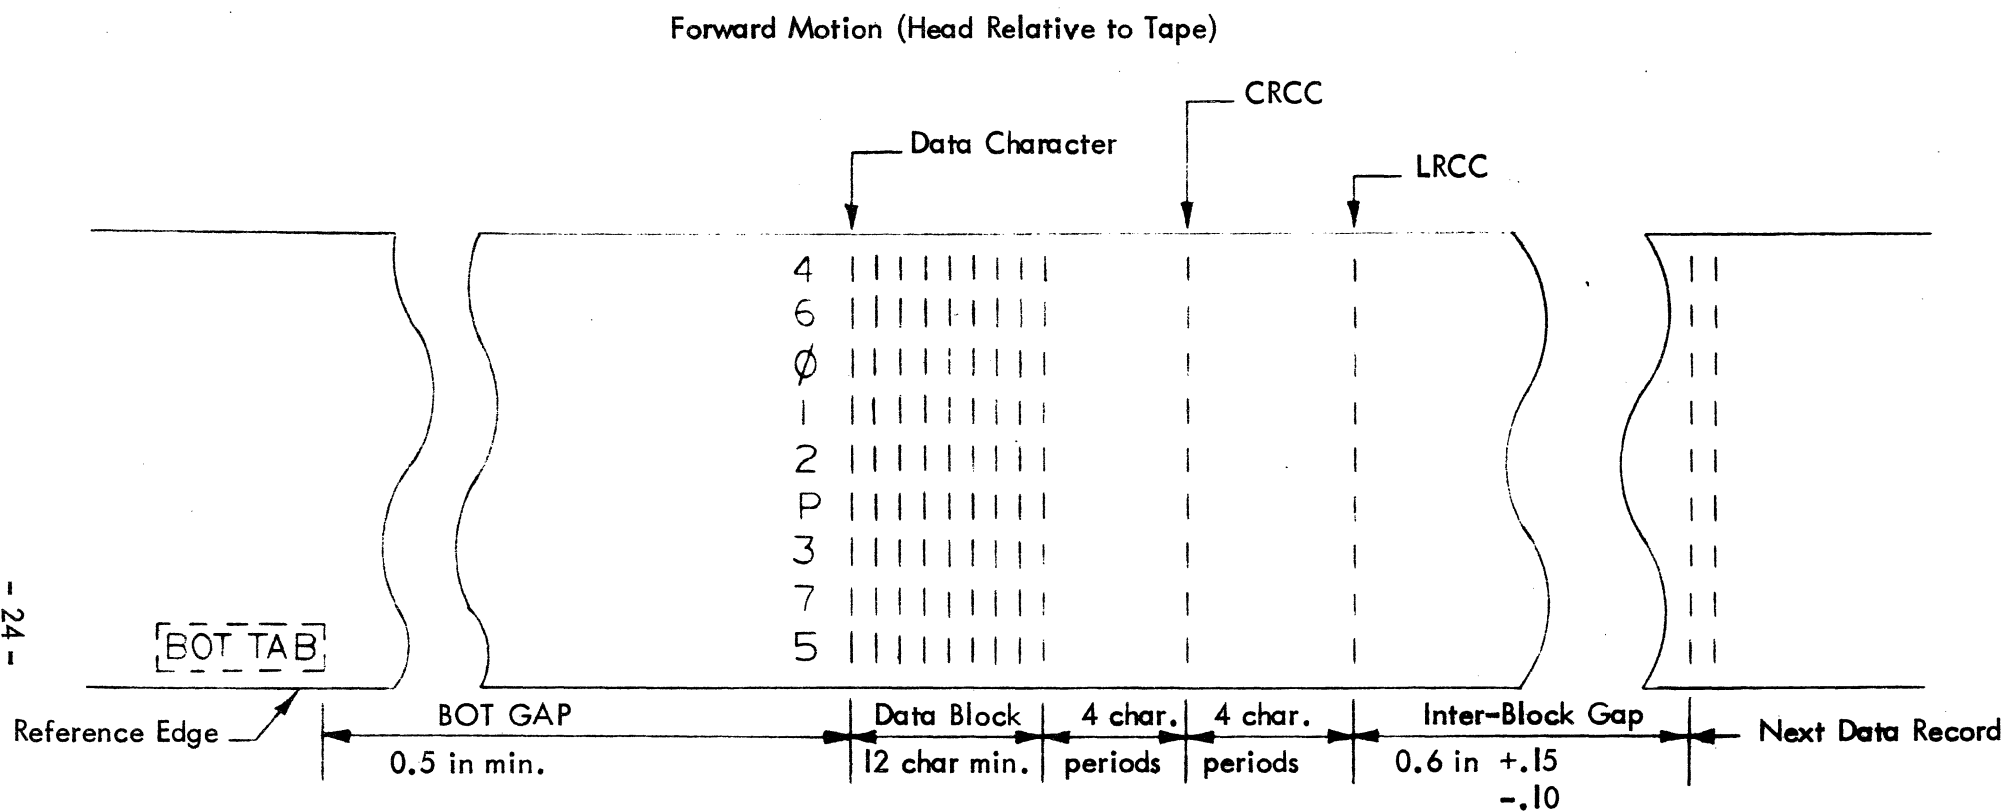 Forward Motion (Head Relative to Tape)
CRCC
Data Character
LRCC
4
6
Ø
1
2
P
3
7
5
BOT TAB
Reference Edge
BOT GAP
0.5 in min.
Data Block
12 char min.
4 char.
periods
4 char.
periods
Inter-Block Gap
0.6 in +.15
-.10
Next Data Record
- 24 -